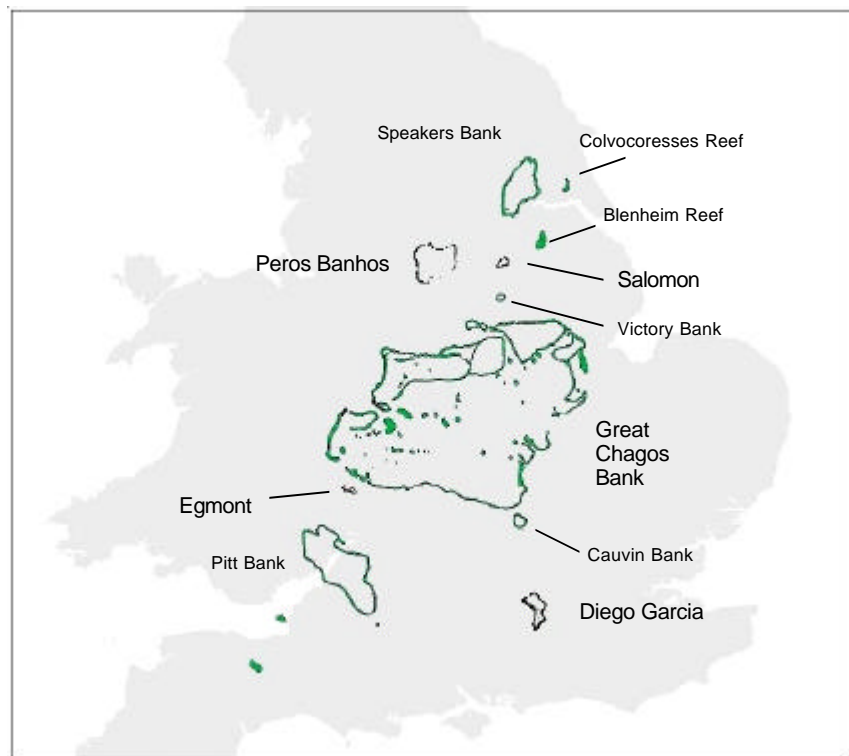 Speakers Bank
Colvocoresses Reef
Blenheim Reef
Peros Banhos
Salomon
Victory Bank
Great
Chagos
Bank
Egmont
Cauvin Bank
Pitt Bank
Diego Garcia